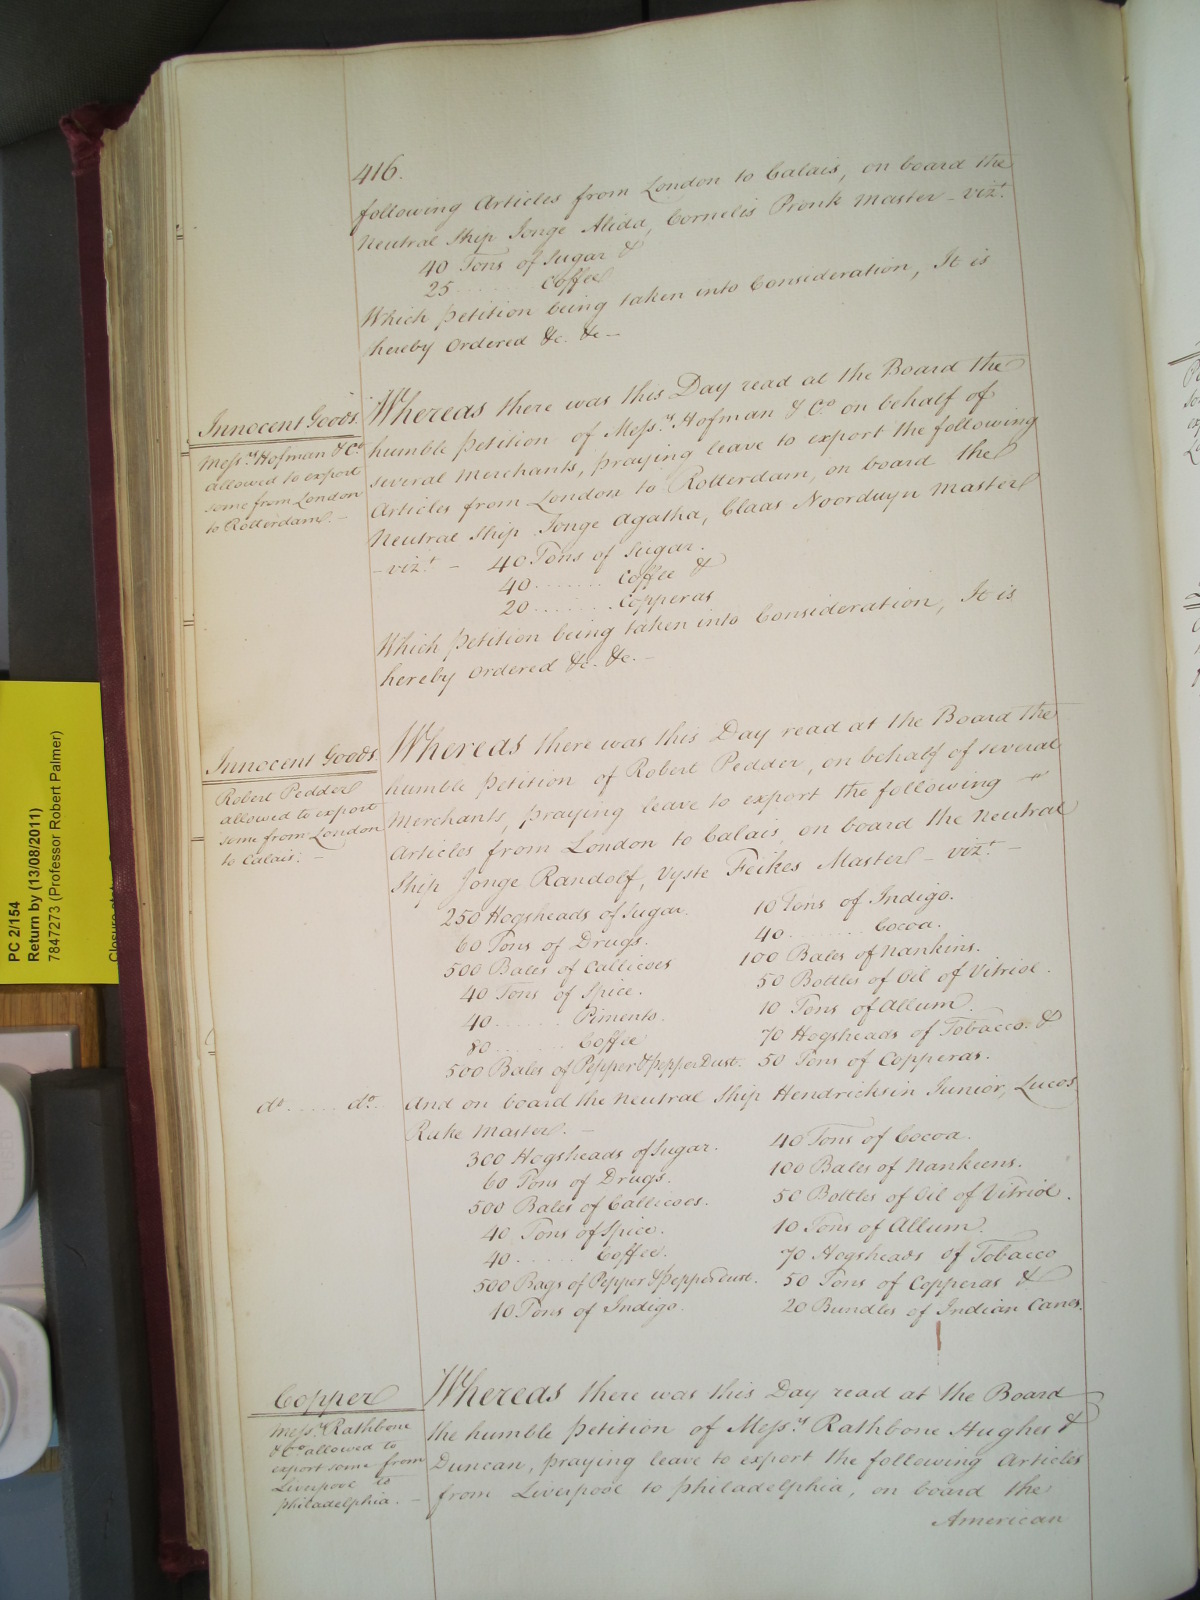 416.
following Articles from London to Calais, on board the
Neutral Ship Jonge Alida, Cornelis Pronk Master – vizt.
40 Tons of Sugar &
25 ........ Coffee
Which Petition being taken into Consideration, It is
hereby Ordered &c. &c –
Innocent Goods.
Messrs. Hofman & Co.
allowed to export
some from London
to Rotterdam. –
Whereas there was this Day read at the Board the
humble Petition of Messrs. Hofman & Co. on behalf of
several Merchants, praying leave to export the following
Articles from London to Rotterdam, on board the
Neutral Ship Jonge Agatha, Claas Noorduyn Master
– vizt. – 40 Tons of Sugar.
40 ....... Coffee &
20 ........ Copperas
Which Petition being taken into Consideration, It is
hereby Ordered &c. &c. –
Innocent Goods.
Robert Pedder
allowed to export
some from London
to Calais. –
Whereas there was this Day read at the Board the
humble Petition of Robert Pedder, on behalf of several
Merchants, praying leave to export the following
Articles from London to Calais, on board the Neutral
Ship Jonge Randolf, Vyste Feikes Master – vizt. –
250 Hogsheads of Sugar. 10 Tons of Indigo.
60 Tons of Drugs. 40 ........ Cocoa.
500 Bales of Callicoes 100 Bales of Nankins.
40 Tons of Spice. 50 Bottles of Oil of Vitriol.
40 ....... Pimento. 10 Tons of Allum.
80 ....... Coffee 70 Hogsheads of Tobacco. &
500 Bales of Pepper & Pepper Dust. 50 Tons of Copperas.
do. ..... do.
And on board the Neutral Ship Hendricksin Junior, Lucas
Rake Master. –
300 Hogsheads of Sugar. 40 Tons of Cocoa.
60 Tons of Drugs. 100 Bales of Nankeens.
500 Bales of Callicoes. 50 Bottles of Oil of Vitriol.
40 Tons of Spice. 10 Tons of Allum.
40 ....... Coffee. 70 Hogsheads of Tobacco
500 Bags of Pepper & Pepper dust. 50 Tons of Copperas &
10 Tons of Indigo. 20 Bundles of Indian Canes.
Copper
Messrs. Rathbone
& Co. allowed to
export some from
Liverpool to
Philadelphia. –
Whereas there was this Day read at the Board
the humble Petition of Messrs. Rathbone Hughes &
Duncan, praying leave to export the following Articles
from Liverpool to Philadelphia, on board the
American
PC 2/154
Return by (13/08/2011)
7847273 (Professor Robert Palmer)